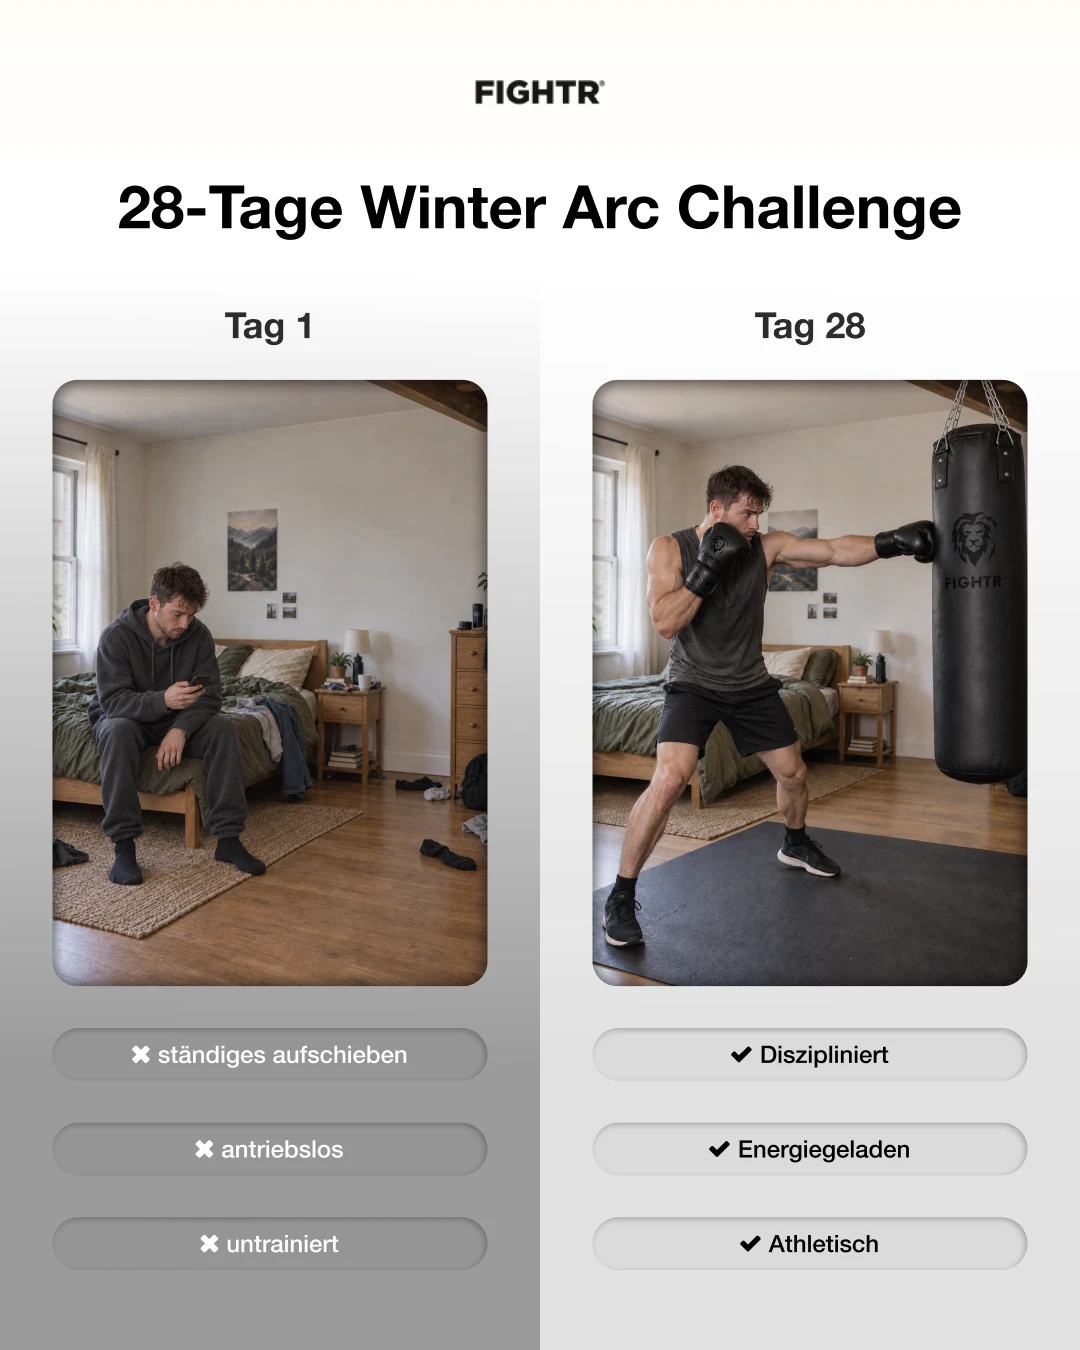 FIGHTR®
28-Tage Winter Arc Challenge
Tag 1
Tag 28
FIGHTR
✖ ständiges aufschieben
✔ Diszipliniert
✖ antriebslos
✔ Energiegeladen
✖ untrainiert
✔ Athletisch